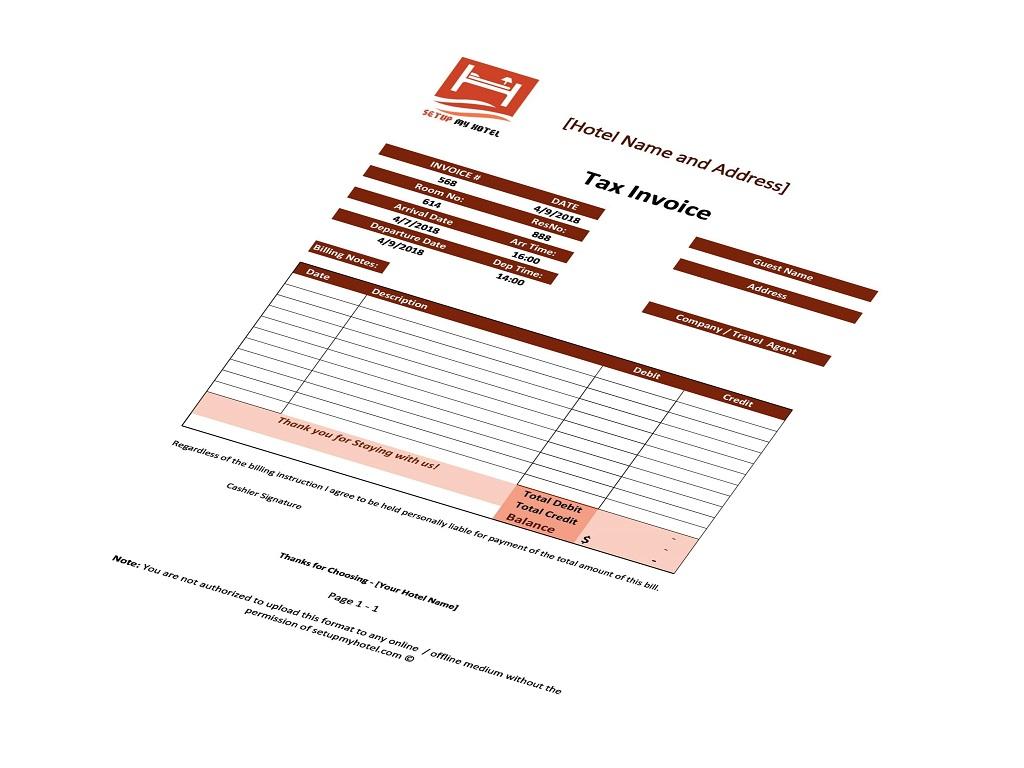 SETUP MY HOTEL
[Hotel Name and Address]
Tax Invoice
INVOICE # DATE
568 4/9/2018
Room No: ResNo:
614 888
Arrival Date Arr Time:
4/7/2018 16:00
Departure Date Dep Time:
4/9/2018 14:00
Guest Name
Address
Company / Travel Agent
Billing Notes:
Date Description Debit Credit
Thank you for Staying with us!
Total Debit -
Total Credit -
Balance $ -
Regardless of the billing instruction I agree to be held personally liable for payment of the total amount of this bill.
Cashier Signature
Thanks for Choosing - [Your Hotel Name]
Page 1 - 1
Note: You are not authorized to upload this format to any online / offline medium without the
permission of setupmyhotel.com ©